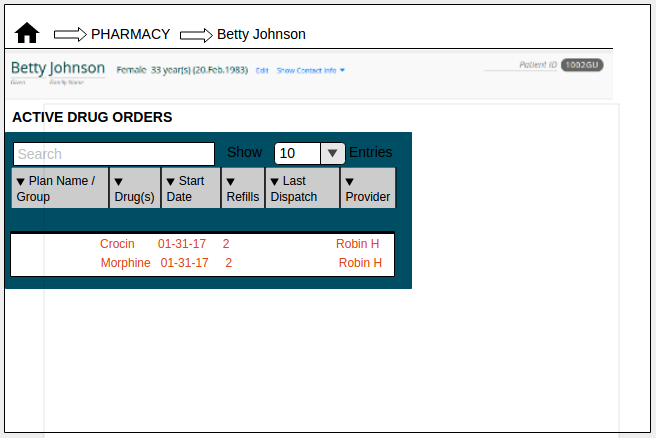 PHARMACY Betty Johnson
Betty Johnson Female 33 year(s) (20.Feb.1983) Edit Show Contact Info Patient ID 1002GU
Given Family Name
ACTIVE DRUG ORDERS
Search Show 10 Entries
Plan Name / Group Drug(s) Start Date Refills Last Dispatch Provider
Crocin 01-31-17 2 Robin H
Morphine 01-31-17 2 Robin H